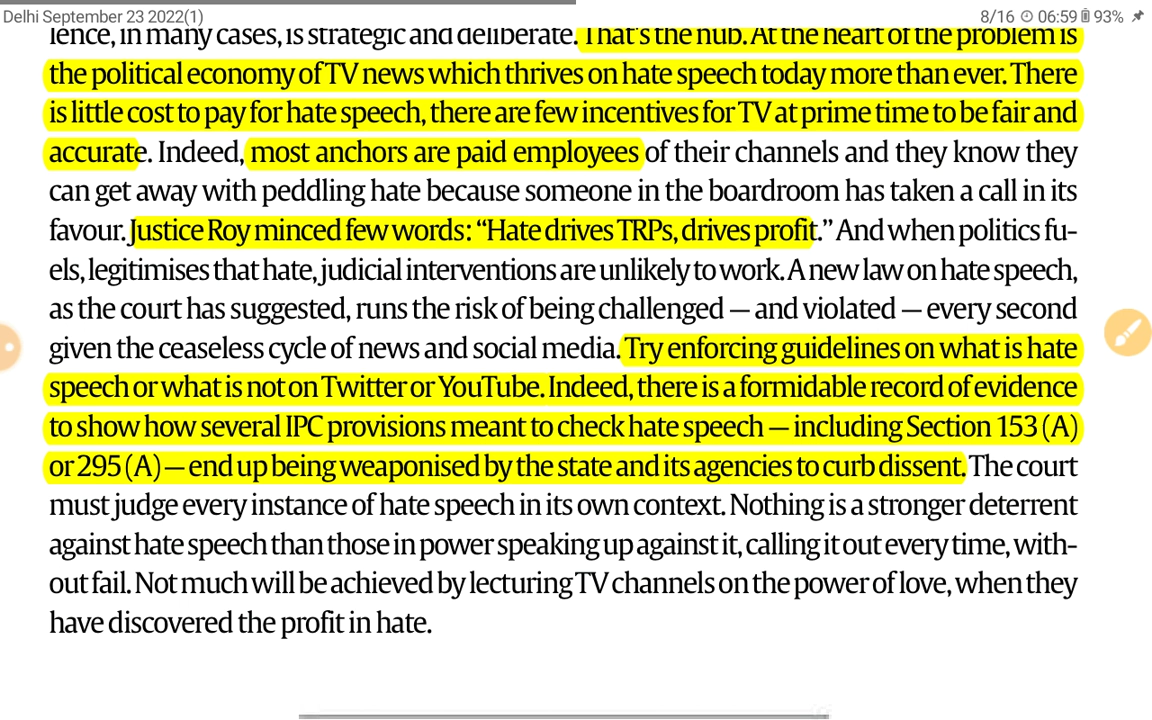 Delhi September 23 2022(1)
8/16 06:59 93%
lence, in many cases, is strategic and deliberate. That's the nub. At the heart of the problem is
the political economy of TV news which thrives on hate speech today more than ever. There
is little cost to pay for hate speech, there are few incentives for TV at prime time to be fair and
accurate. Indeed, most anchors are paid employees of their channels and they know they
can get away with peddling hate because someone in the boardroom has taken a call in its
favour. Justice Roy minced few words: “Hate drives TRPs, drives profit.” And when politics fu-
els, legitimises that hate, judicial interventions are unlikely to work. A new law on hate speech,
as the court has suggested, runs the risk of being challenged — and violated — every second
given the ceaseless cycle of news and social media. Try enforcing guidelines on what is hate
speech or what is not on Twitter or YouTube. Indeed, there is a formidable record of evidence
to show how several IPC provisions meant to check hate speech — including Section 153 (A)
or 295 (A) — end up being weaponised by the state and its agencies to curb dissent. The court
must judge every instance of hate speech in its own context. Nothing is a stronger deterrent
against hate speech than those in power speaking up against it, calling it out every time, with-
out fail. Not much will be achieved by lecturing TV channels on the power of love, when they
have discovered the profit in hate.